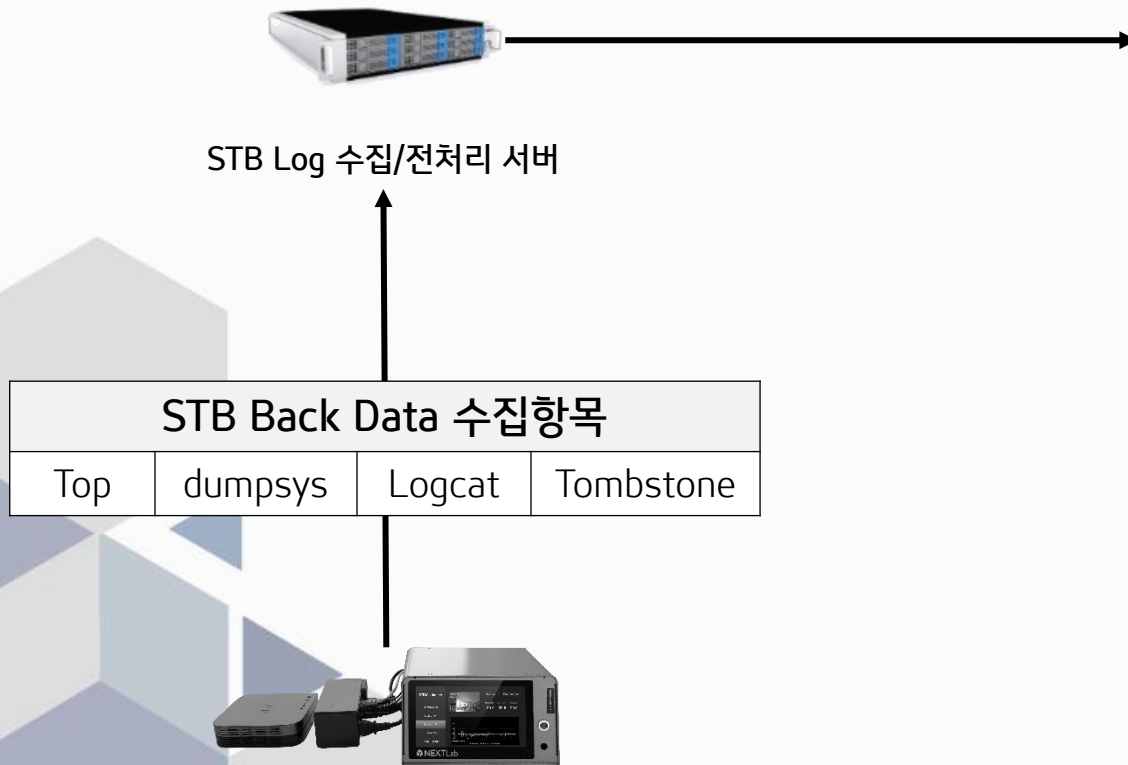 STB Log 수집/전처리 서버
STB Back Data 수집항목
Top dumpsys Logcat Tombstone
NEXTLab